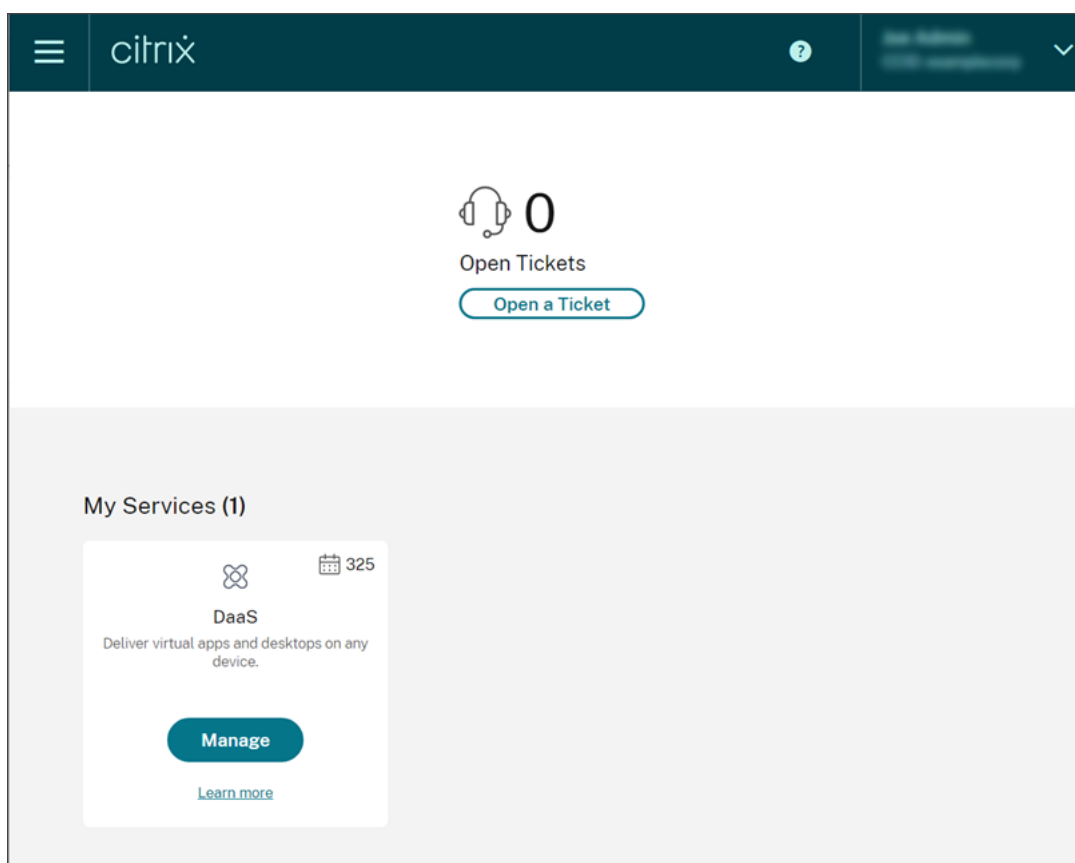 citrix
?
0
Open Tickets
Open a Ticket
My Services (1)
325
DaaS
Deliver virtual apps and desktops on any
device.
Manage
Learn more